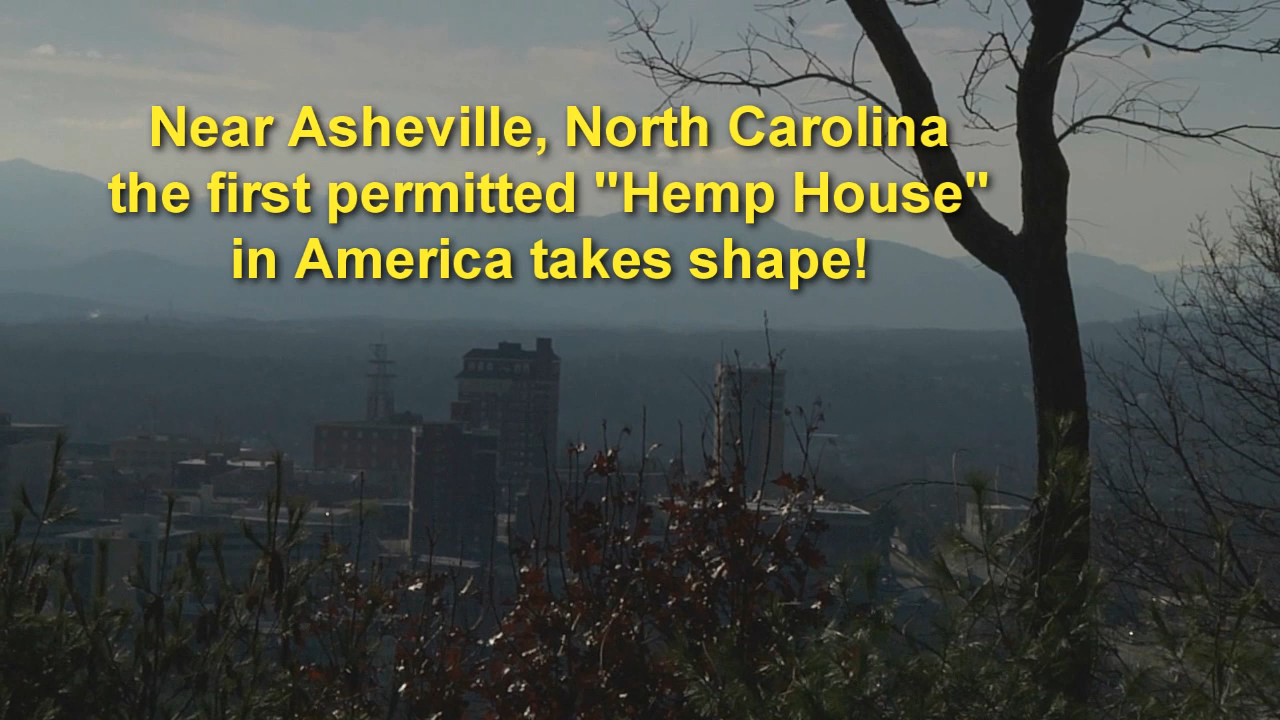 Near Asheville, North Carolina
the first permitted "Hemp House"
in America takes shape!